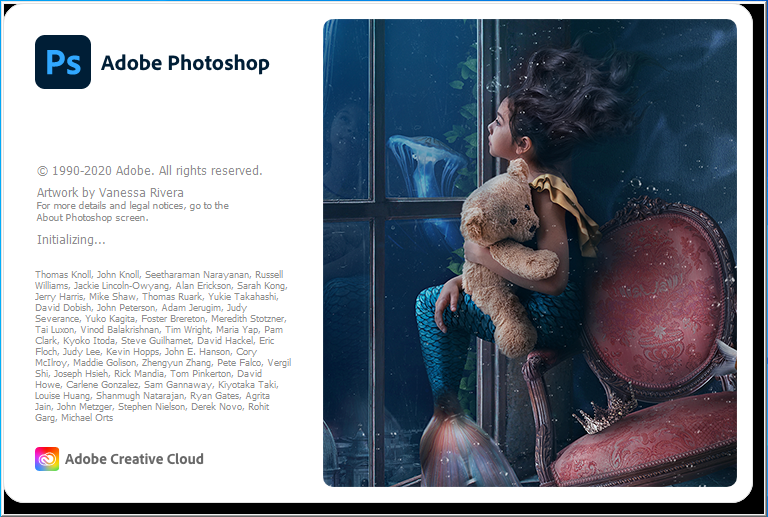 Ps Adobe Photoshop
© 1990-2020 Adobe. All rights reserved.
Artwork by Vanessa Rivera
For more details and legal notices, go to the
About Photoshop screen.
Initializing...
Thomas Knoll, John Knoll, Seetharaman Narayanan, Russell
Williams, Jackie Lincoln-Owyang, Alan Erickson, Sarah Kong,
Jerry Harris, Mike Shaw, Thomas Ruark, Yukie Takahashi,
David Dobish, John Peterson, Adam Jerugim, Judy
Severance, Yuko Kagita, Foster Brereton, Meredith Stotzner,
Tai Luxon, Vinod Balakrishnan, Tim Wright, Maria Yap, Pam
Clark, Kyoko Itoda, Steve Guilhamet, David Hackel, Eric
Floch, Judy Lee, Kevin Hopps, John E. Hanson, Cory
McIlroy, Maddie Golison, Zhengyun Zhang, Pete Falco, Vergil
Shi, Joseph Hsieh, Rick Mandia, Tom Pinkerton, David
Howe, Carlene Gonzalez, Sam Gannaway, Kiyotaka Taki,
Louise Huang, Shanmugh Natarajan, Ryan Gates, Agrita
Jain, John Metzger, Stephen Nielson, Derek Novo, Rohit
Garg, Michael Orts
Adobe Creative Cloud